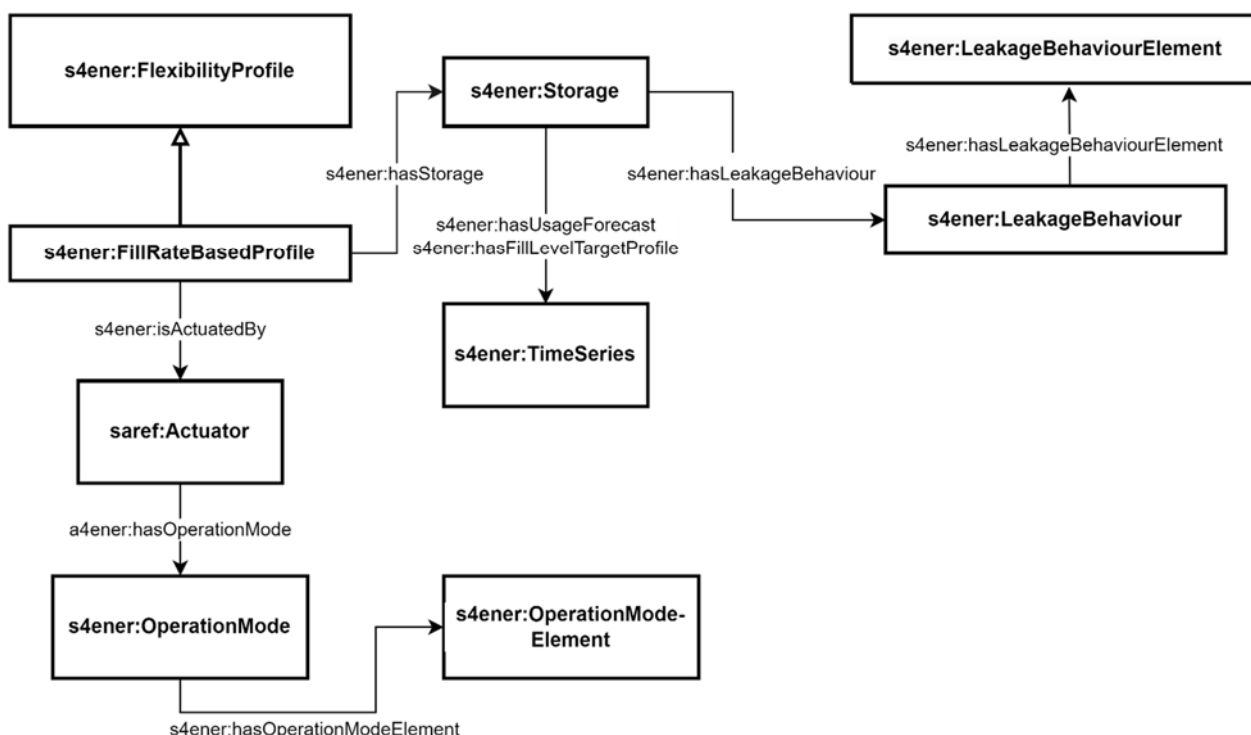 s4ener:FlexibilityProfile
s4ener:Storage
s4ener:LeakageBehaviourElement
s4ener:hasStorage
s4ener:hasLeakageBehaviour
s4ener:hasLeakageBehaviourElement
s4ener:FillRateBasedProfile
s4ener:hasUsageForecast
s4ener:hasFillLevelTargetProfile
s4ener:LeakageBehaviour
s4ener:isActuatedBy
s4ener:TimeSeries
saref:Actuator
a4ener:hasOperationMode
s4ener:OperationMode
s4ener:OperationMode-
Element
s4ener:hasOperationModeElement